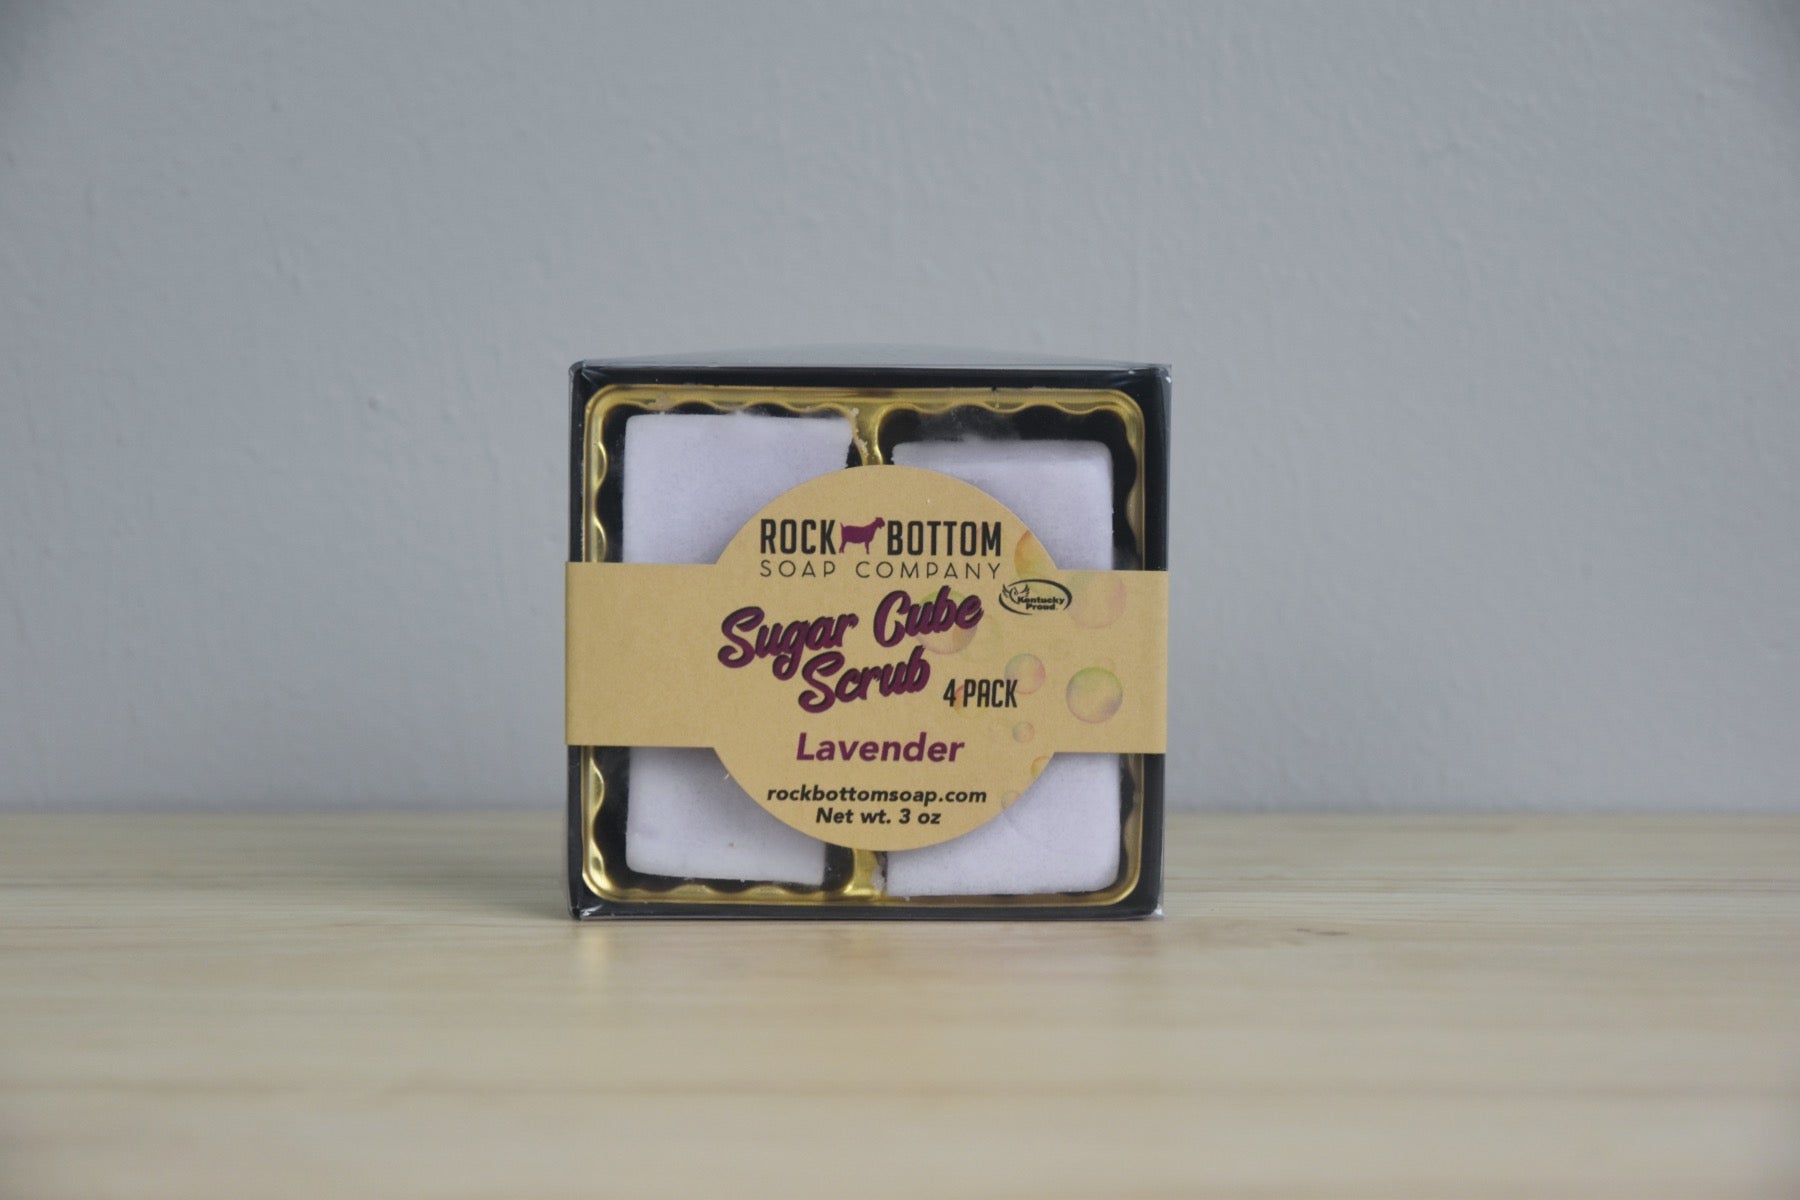 ROCK BOTTOM
SOAP COMPANY
Kentucky
Proud
Sugar Cube
Scrub
4 PACK
Lavender
rockbottomsoap.com
Net wt. 3 oz